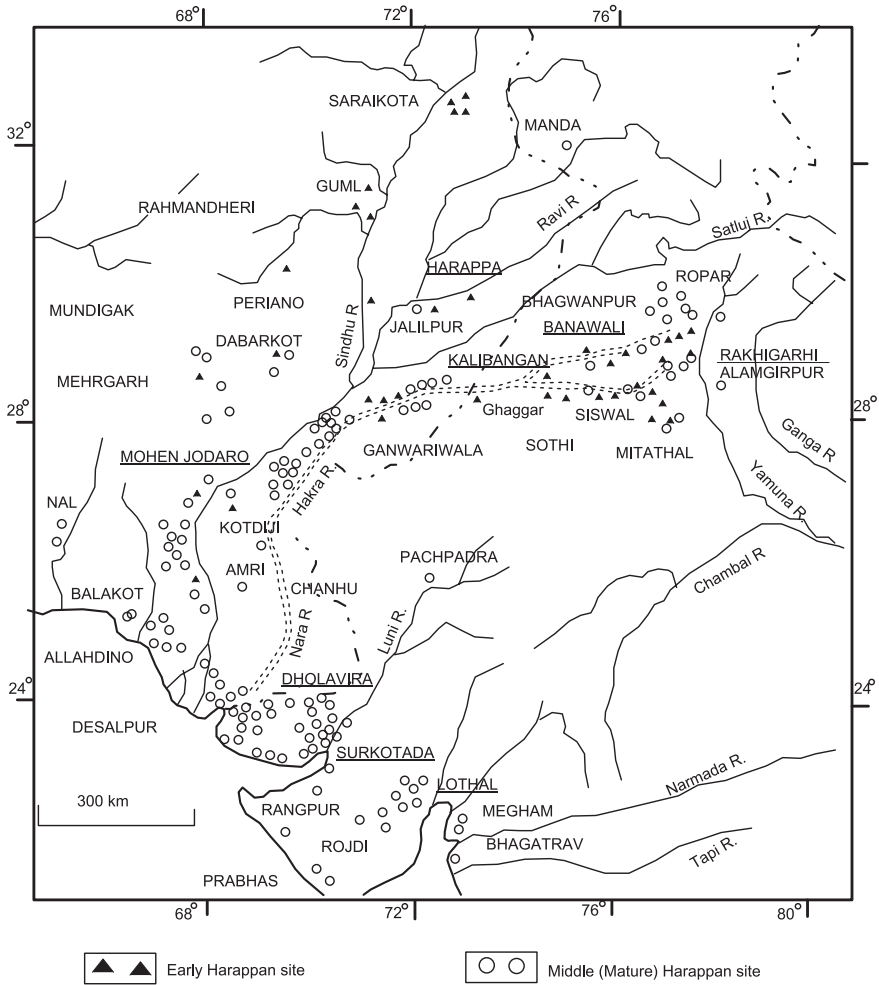 68° 72° 76°
SARAIKOTA
MANDA
32°
GUML
RAHMANDHERI
Ravi R
Satluj R.
HARAPPA
ROPAR
MUNDIGAK
PERIANO
BHAGWANPUR
JALILPUR
BANAWALI
DABARKOT
Sindhu R
KALIBANGAN
RAKHIGARHI
MEHRGARH
ALAMGIRPUR
Ghaggar
SISWAL
28° 28°
GANWARIWALA
SOTHI
MITATHAL
Ganga R
MOHEN JODARO
Hakra R.
Yamuna R.
NAL
KOTDIJI
PACHPADRA
Chambal R
AMRI
CHANHU
BALAKOT
Nara R
Luni R.
ALLAHDINO
DHOLAVIRA
24° 24°
DESALPUR
SURKOTADA
Narmada R.
LOTHAL
300 km
RANGPUR
MEGHAM
ROJDI
BHAGATRAV
Tapi R.
PRABHAS
68° 72° 76° 80°
Early Harappan site
Middle (Mature) Harappan site